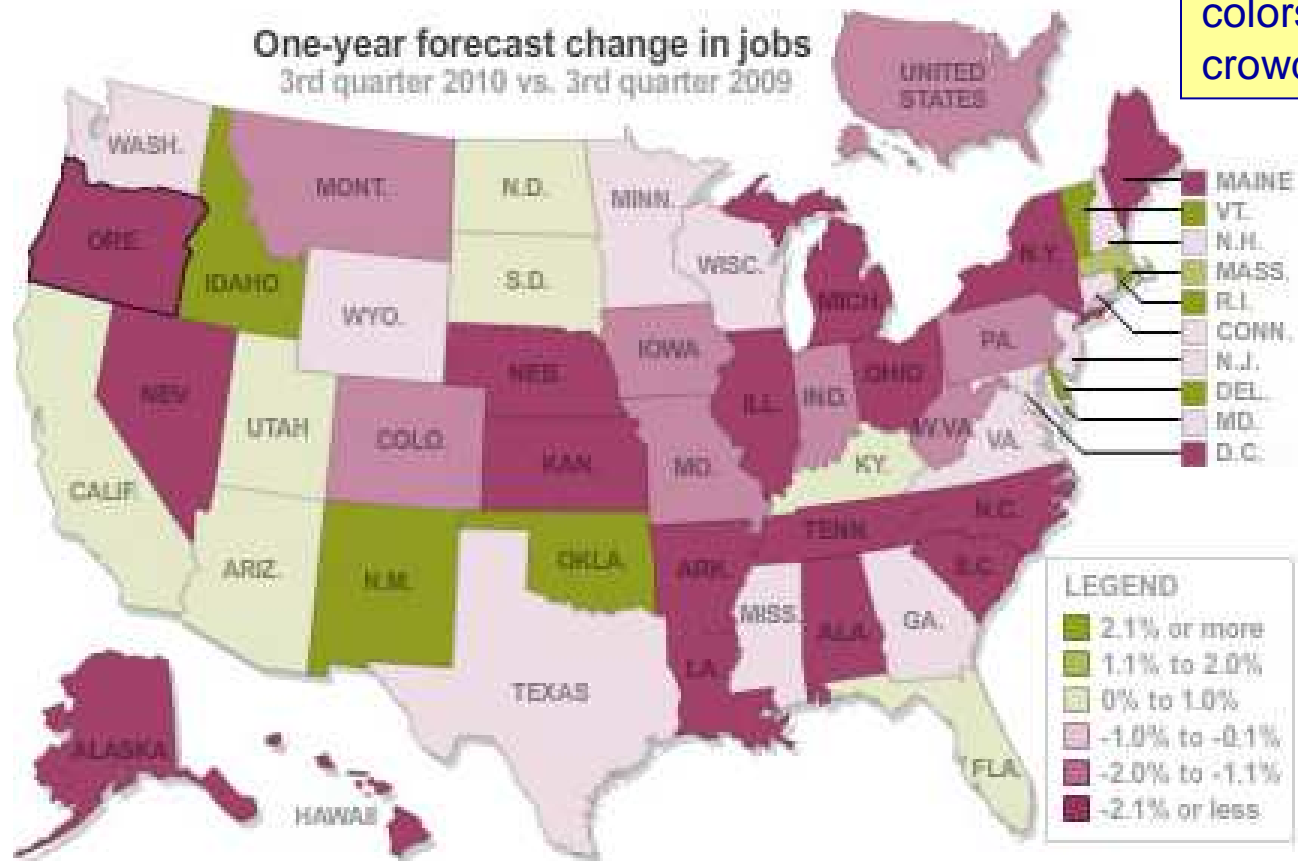 colors
crowd
One-year forecast change in jobs
3rd quarter 2010 vs. 3rd quarter 2009
UNITED
STATES
WASH.
MONT.
N.D.
MINN.
ORE.
IDAHO
WYO.
S.D.
WISC.
MICH.
N.Y.
NEV.
UTAH
COLO.
NEB.
IOWA
ILL.
IND.
OHIO
PA.
CALIF.
KAN.
MO.
KY.
W.VA.
VA.
ARIZ.
N.M.
OKLA.
ARK.
TENN.
N.C.
S.C.
TEXAS
LA.
MISS.
ALA.
GA.
FLA.
ALASKA
HAWAII
MAINE
VT.
N.H.
MASS.
R.I.
CONN.
N.J.
DEL.
MD.
D.C.
LEGEND
2.1% or more
1.1% to 2.0%
0% to 1.0%
-1.0% to -0.1%
-2.0% to -1.1%
-2.1% or less